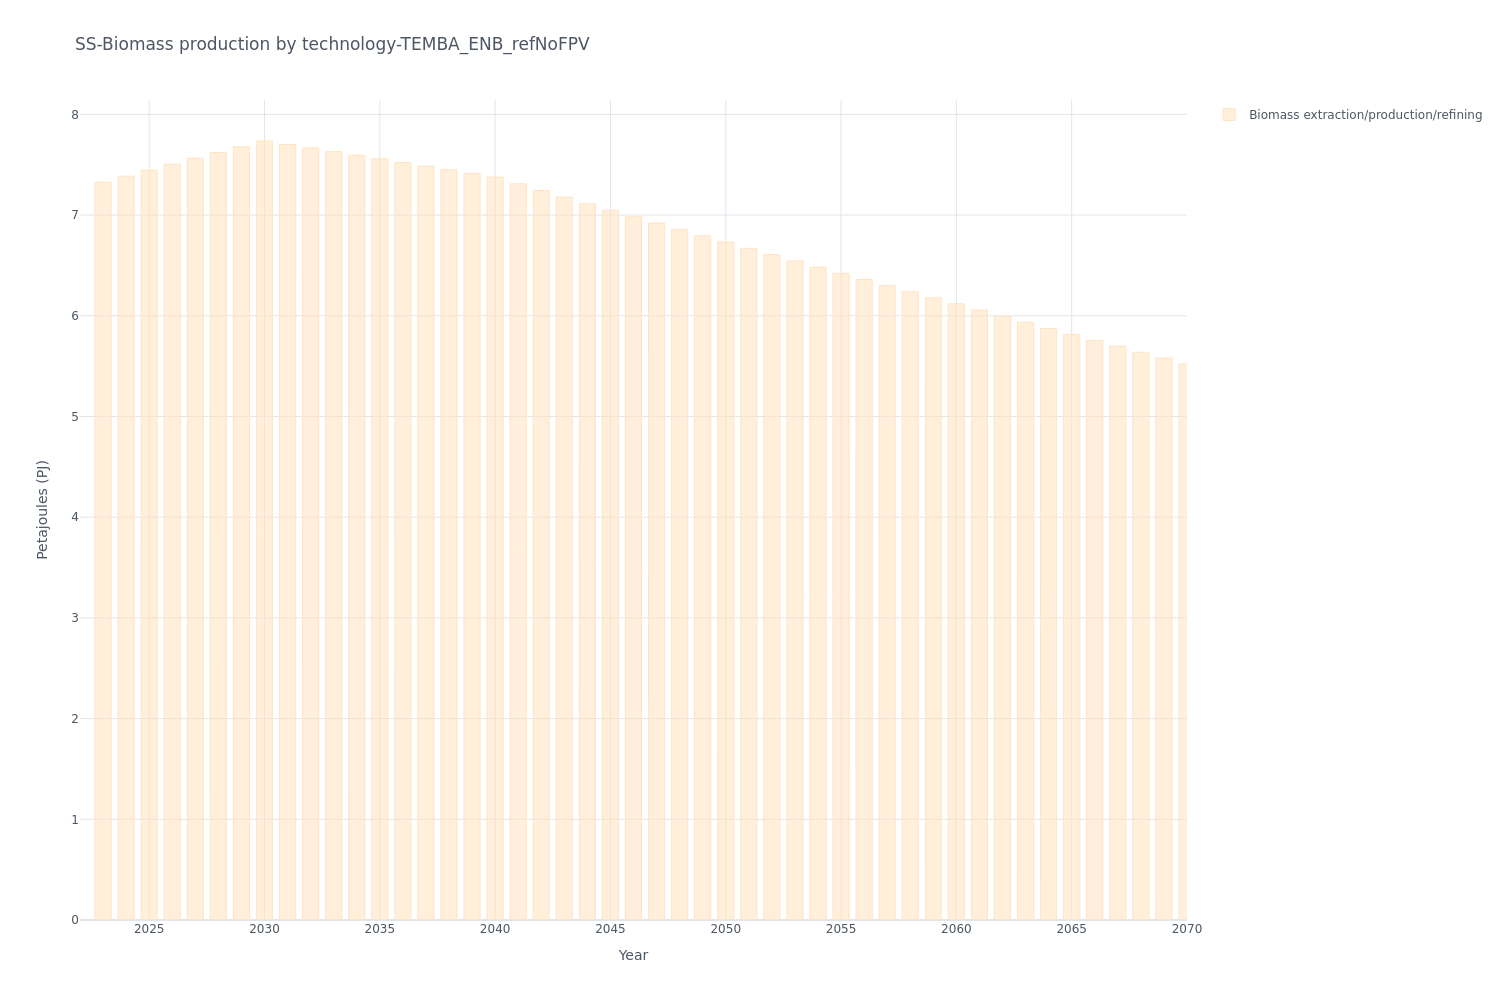 SS-Biomass production by technology-TEMBA_ENB_refNoFPV
Biomass extraction/production/refining
8
7
6
5
4
3
2
1
0
Petajoules (PJ)
2025 2030 2035 2040 2045 2050 2055 2060 2065 2070
Year